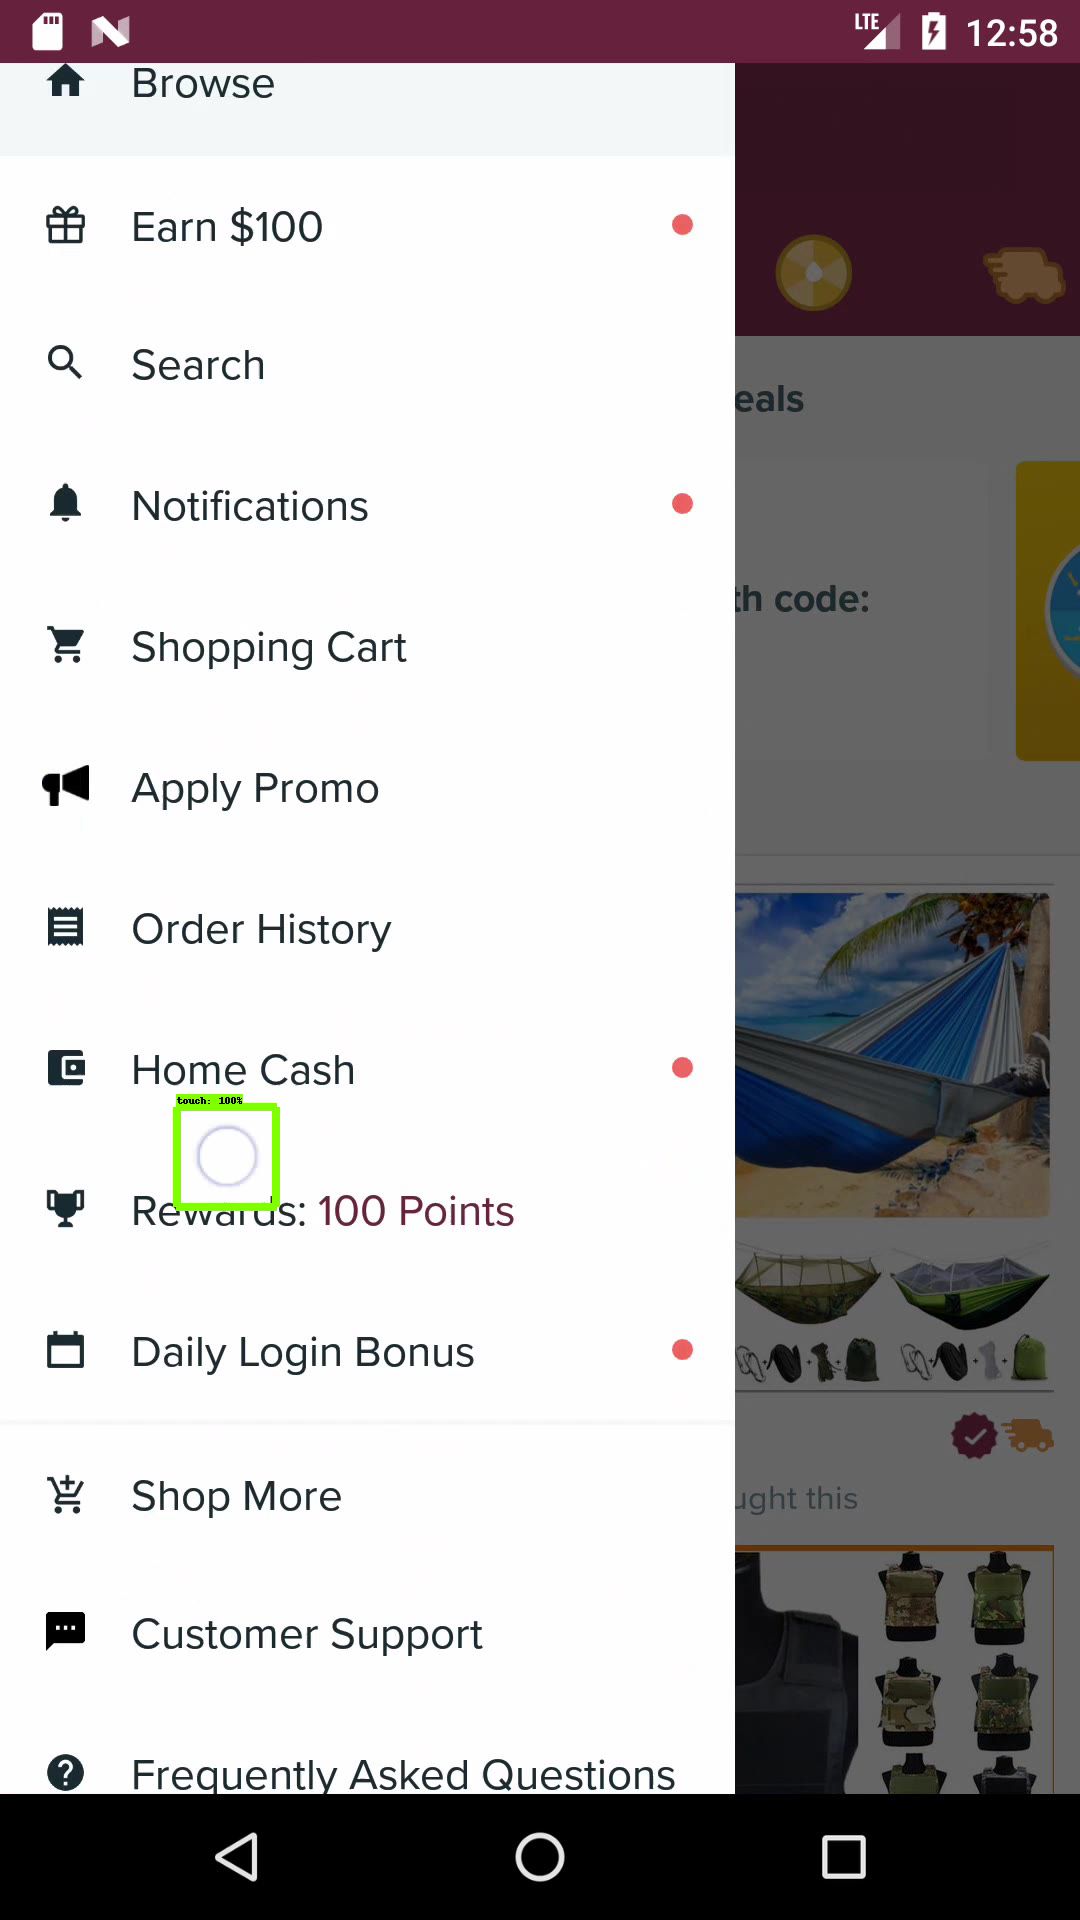 LTE 12:58
Browse
Earn $100
Search
eals
Notifications
th code:
Shopping Cart
Apply Promo
Order History
Home Cash
touch: 100%
Rewards: 100 Points
Daily Login Bonus
Shop More
ught this
Customer Support
Frequently Asked Questions